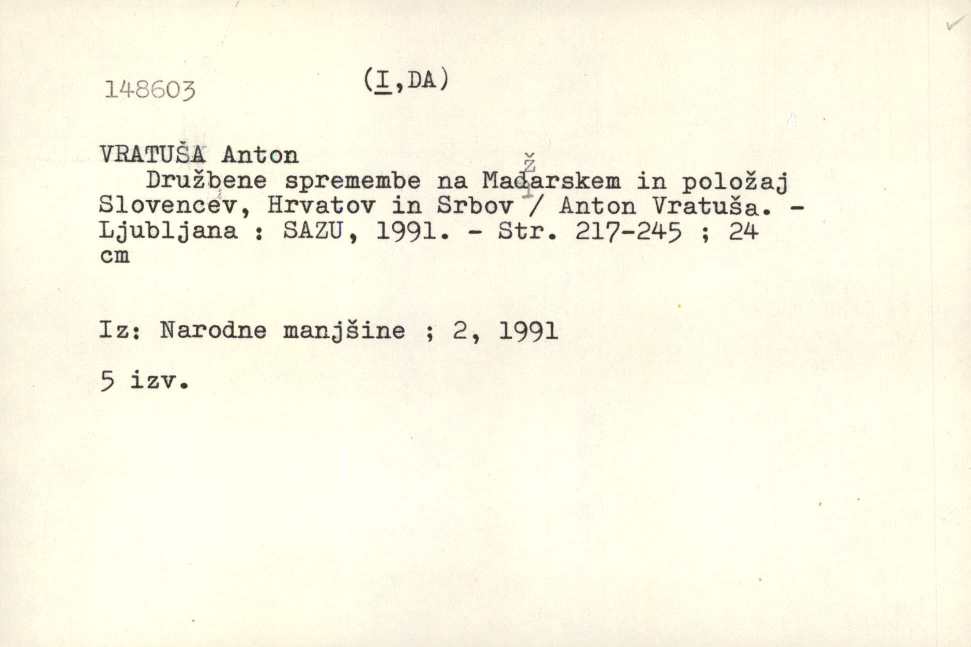 148603 (I,DA)
VRATUŠA Anton
Družbene spremembe na Madžarskem in položaj
Slovencev, Hrvatov in Srbov / Anton Vratuša. -
Ljubljana : SAZU, 1991. - Str. 217-245 ; 24
cm
Iz: Narodne manjšine ; 2, 1991
5 izv.